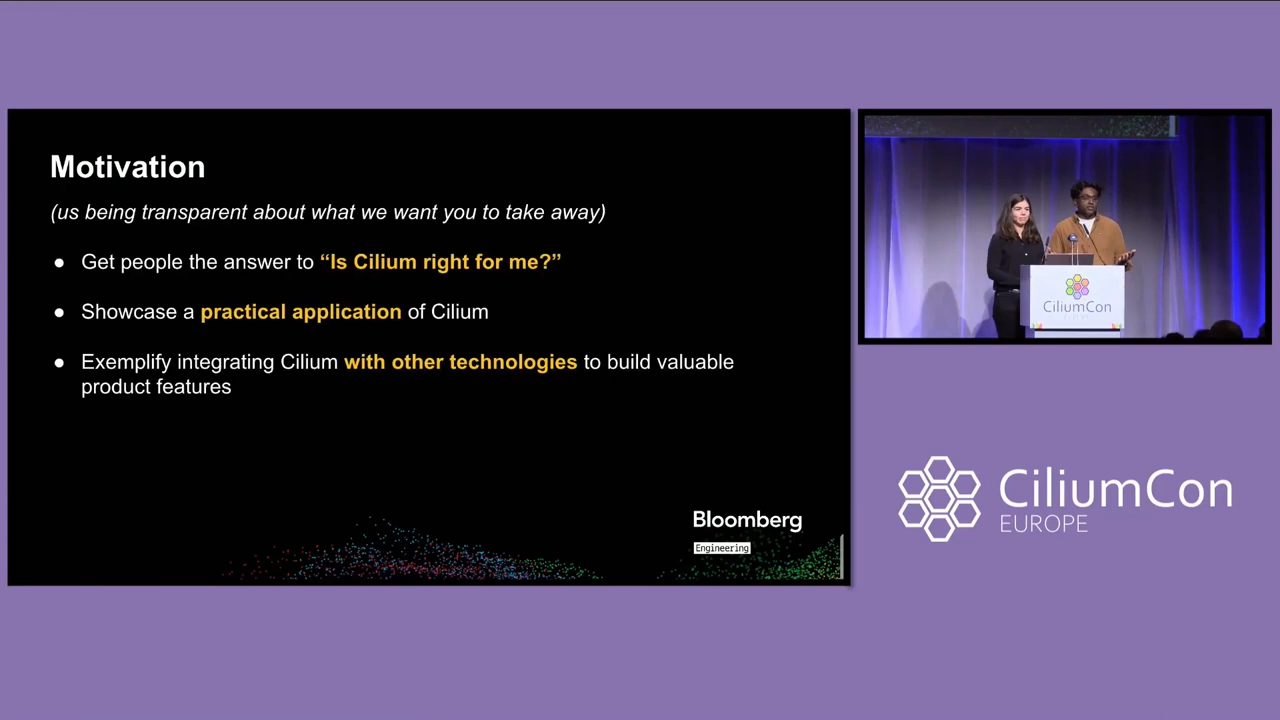 Motivation
(us being transparent about what we want you to take away)
● Get people the answer to “Is Cilium right for me?”
● Showcase a practical application of Cilium
● Exemplify integrating Cilium with other technologies to build valuable
product features
Bloomberg
Engineering
CiliumCon
CiliumCon
EUROPE